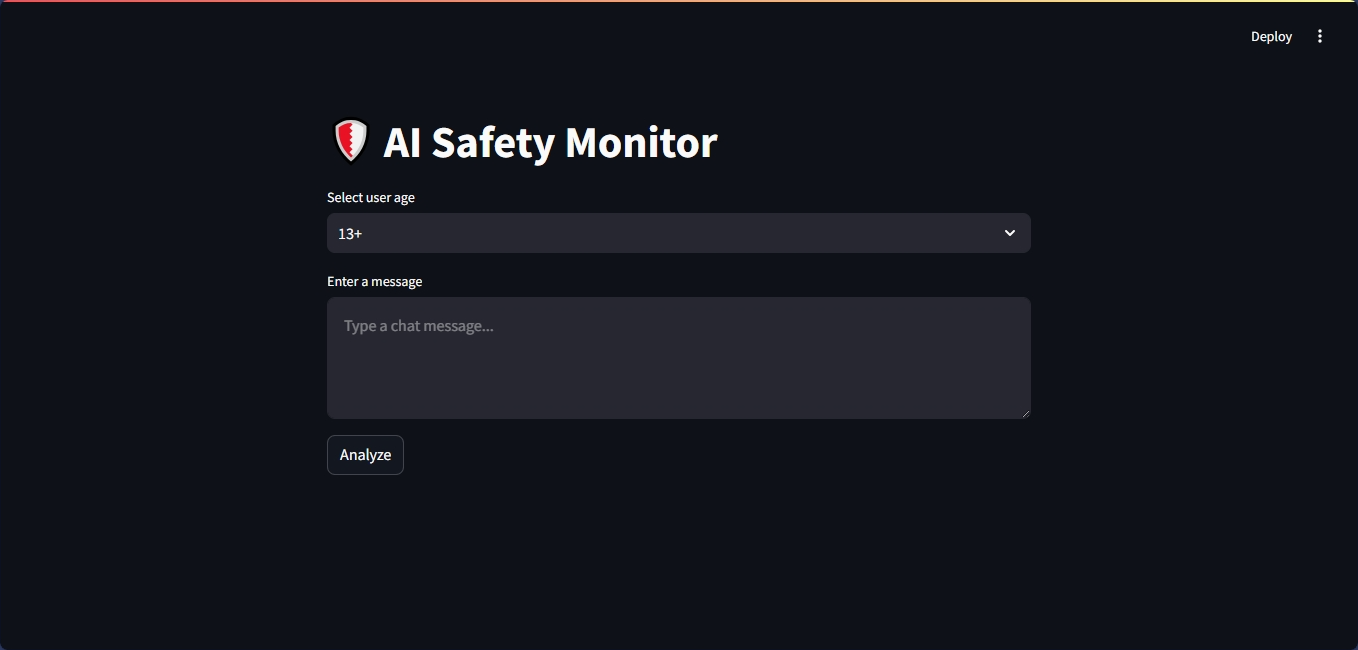 Deploy
AI Safety Monitor
Select user age
13+
Enter a message
Type a chat message...
Analyze